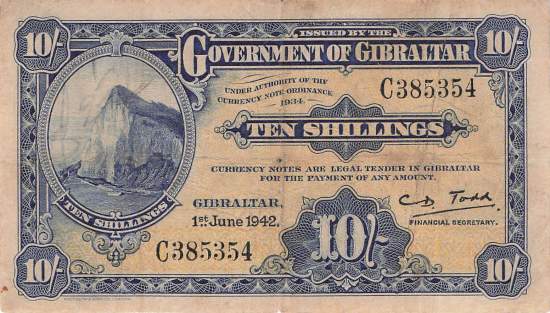 10/-
ISSUED BY THE
10/-
GOVERNMENT OF GIBRALTAR
UNDER AUTHORITY OF THE
CURRENCY NOTE ORDINANCE
1934.
C385354
TEN SHILLINGS
CURRENCY NOTES ARE LEGAL TENDER IN GIBRALTAR
FOR THE PAYMENT OF ANY AMOUNT.
TEN SHILLINGS
GIBRALTAR,
1st June 1942.
C D Todd
FINANCIAL SECRETARY.
C385354
10/-
10/-
10/-